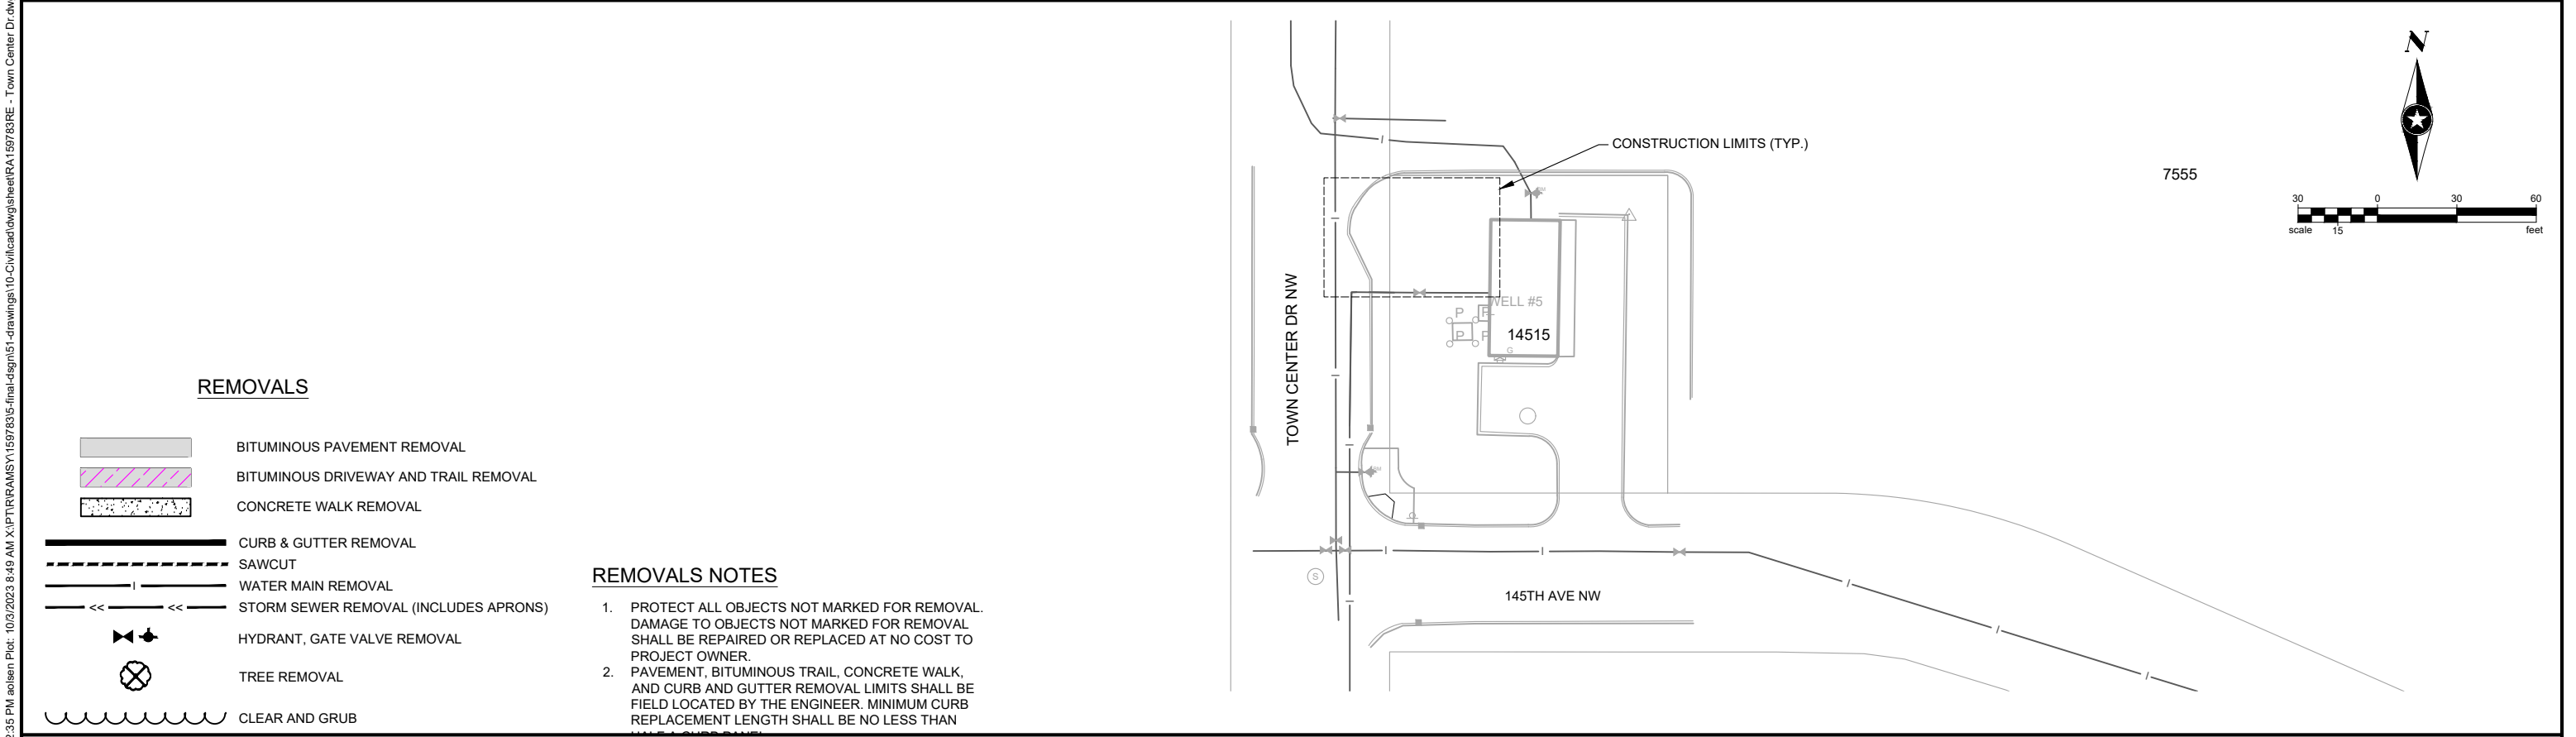 2:35 PM aolsen Plot: 10/3/2023 8:49 AM X:\PT\R\RAMSY\159783\5-final-dsgn\51-drawings\10-Civil\cad\dwg\sheet\RA159783RE - Town Center Dr.dw
N
CONSTRUCTION LIMITS (TYP.)
7555
30 0 30 60
scale 15 feet
TOWN CENTER DR NW
WELL #5
P P
14515
P P
G
REMOVALS
BITUMINOUS PAVEMENT REMOVAL
BITUMINOUS DRIVEWAY AND TRAIL REMOVAL
CONCRETE WALK REMOVAL
CURB & GUTTER REMOVAL
SAWCUT
I WATER MAIN REMOVAL
<< << STORM SEWER REMOVAL (INCLUDES APRONS)
HYDRANT, GATE VALVE REMOVAL
TREE REMOVAL
CLEAR AND GRUB
REMOVALS NOTES
1. PROTECT ALL OBJECTS NOT MARKED FOR REMOVAL.
DAMAGE TO OBJECTS NOT MARKED FOR REMOVAL
SHALL BE REPAIRED OR REPLACED AT NO COST TO
PROJECT OWNER.
2. PAVEMENT, BITUMINOUS TRAIL, CONCRETE WALK,
AND CURB AND GUTTER REMOVAL LIMITS SHALL BE
FIELD LOCATED BY THE ENGINEER. MINIMUM CURB
REPLACEMENT LENGTH SHALL BE NO LESS THAN
HALF A CURB PANEL
S
145TH AVE NW